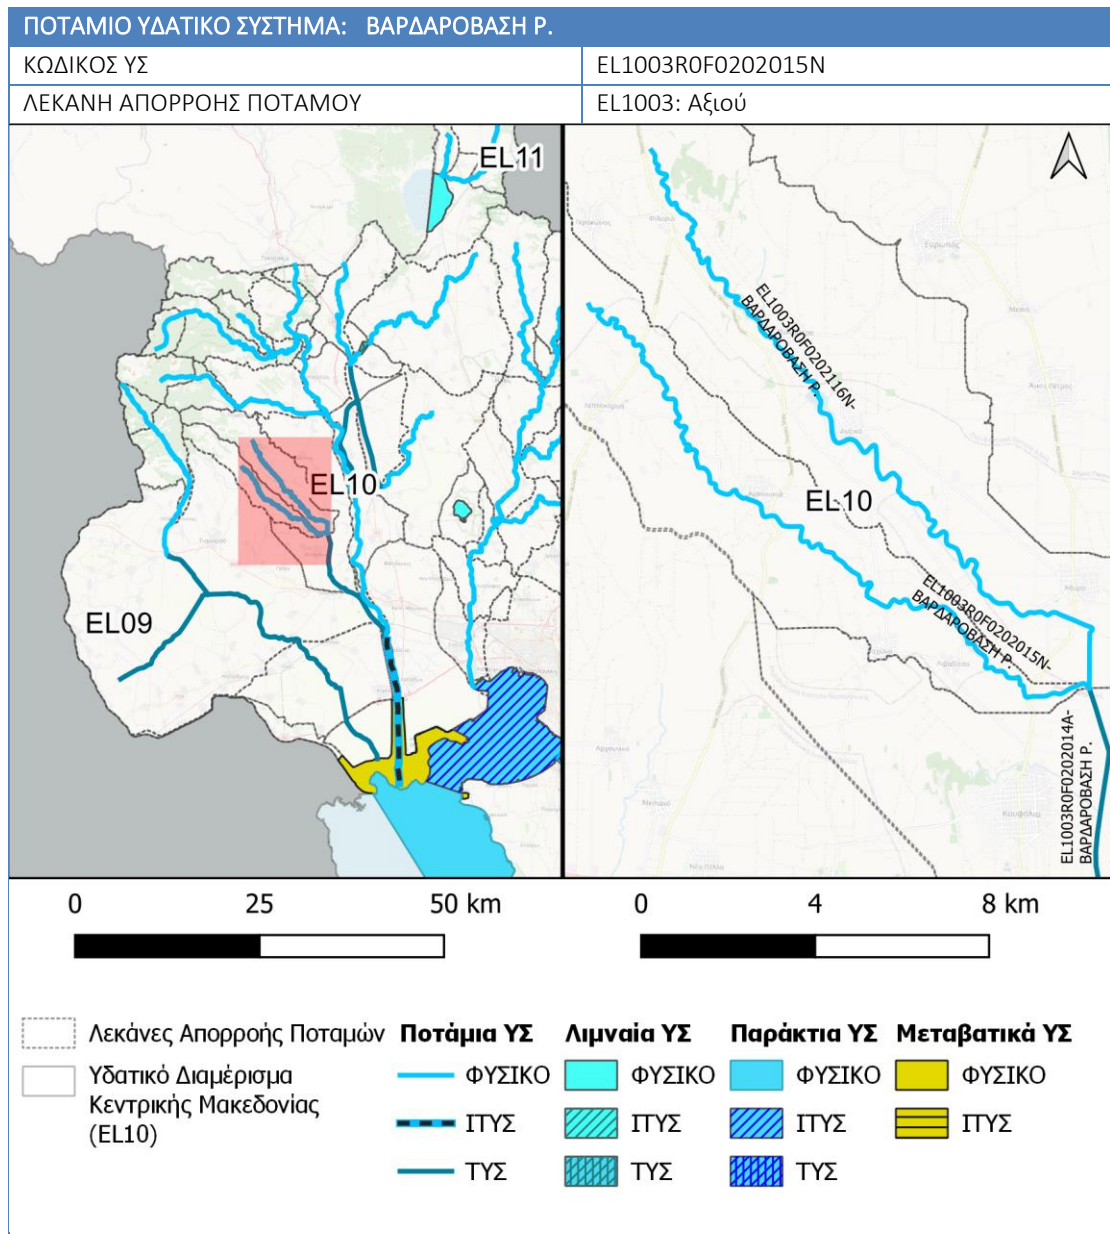 ΠΟΤΑΜΙΟ ΥΔΑΤΙΚΟ ΣΥΣΤΗΜΑ: ΒΑΡΔΑΡΟΒΑΣΗ Ρ.
ΚΩΔΙΚΟΣ ΥΣ EL1003R0F0202015N
ΛΕΚΑΝΗ ΑΠΟΡΡΟΗΣ ΠΟΤΑΜΟΥ EL1003: Αξιού
EL11
EL10
EL09
EL1003R0F0202116N-
ΒΑΡΔΑΡΟΒΑΣΗ Ρ.
EL10
EL1003R0F0202015N-
ΒΑΡΔΑΡΟΒΑΣΗ Ρ.
EL1003R0F0202014A-
ΒΑΡΔΑΡΟΒΑΣΗ Ρ.
0 25 50 km
0 4 8 km
Λεκάνες Απορροής Ποταμών
Υδατικό Διαμέρισμα
Κεντρικής Μακεδονίας
(EL10)
Ποτάμια ΥΣ
ΦΥΣΙΚΟ
ΙΤΥΣ
ΤΥΣ
Λιμναία ΥΣ
ΦΥΣΙΚΟ
ΙΤΥΣ
ΤΥΣ
Παράκτια ΥΣ
ΦΥΣΙΚΟ
ΙΤΥΣ
ΤΥΣ
Μεταβατικά ΥΣ
ΦΥΣΙΚΟ
ΙΤΥΣ